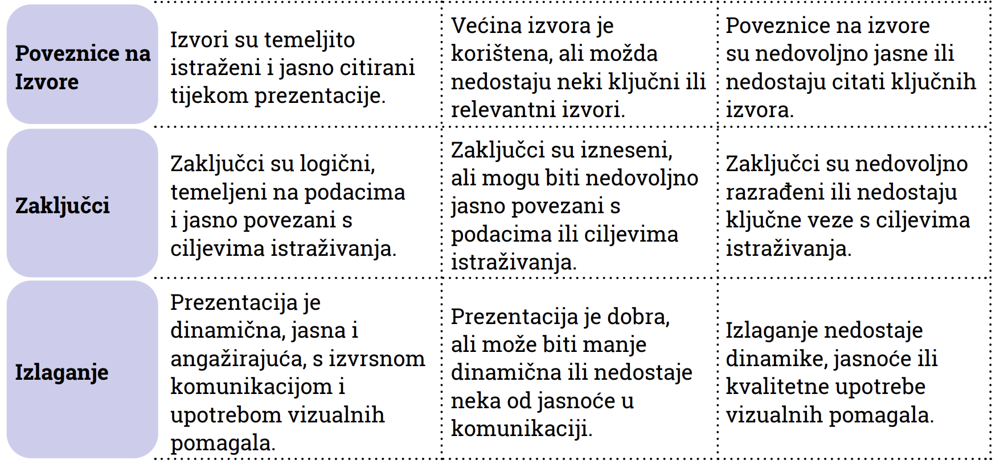 Poveznice na
Izvore
Izvori su temeljito
istraženi i jasno citirani
tijekom prezentacije.
Većina izvora je
korištena, ali možda
nedostaju neki ključni ili
relevantni izvori.
Poveznice na izvore
su nedovoljno jasne ili
nedostaju citati ključnih
izvora.
Zaključci
Zaključci su logični,
temeljeni na podacima
i jasno povezani s
ciljevima istraživanja.
Zaključci su izneseni,
ali mogu biti nedovoljno
jasno povezani s
podacima ili ciljevima
istraživanja.
Zaključci su nedovoljno
razrađeni ili nedostaju
ključne veze s ciljevima
istraživanja.
Izlaganje
Prezentacija je
dinamična, jasna i
angažirajuća, s izvrsnom
komunikacijom i
upotrebom vizualnih
pomagala.
Prezentacija je dobra,
ali može biti manje
dinamična ili nedostaje
neka od jasnoće u
komunikaciji.
Izlaganje nedostaje
dinamike, jasnoće ili
kvalitetne upotrebe
vizualnih pomagala.